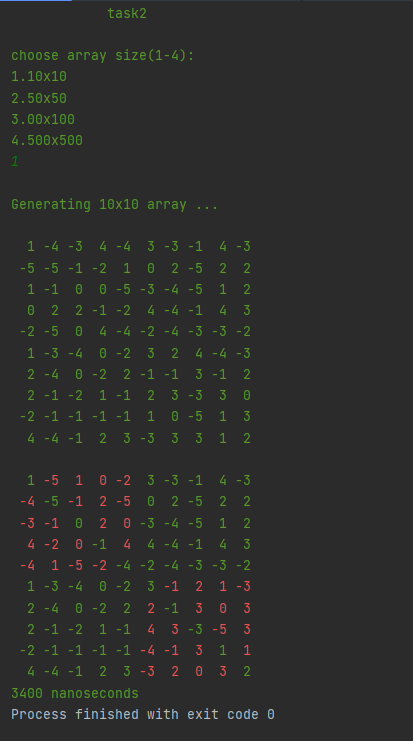 task2
choose array size(1-4):
1.10x10
2.50x50
3.00x100
4.500x500
1
Generating 10x10 array ...
1 -4 -3 4 -4 3 -3 -1 4 -3
-5 -5 -1 -2 1 0 2 -5 2 2
1 -1 0 0 -5 -3 -4 -5 1 2
0 2 2 -1 -2 4 -4 -1 4 3
-2 -5 0 4 -4 -2 -4 -3 -3 -2
1 -3 -4 0 -2 3 2 4 -4 -3
2 -4 0 -2 2 -1 -1 3 -1 2
2 -1 -2 1 -1 2 3 -3 3 0
-2 -1 -1 -1 -1 1 0 -5 1 3
4 -4 -1 2 3 -3 3 3 1 2
1 -5 1 0 -2 3 -3 -1 4 -3
-4 -5 -1 2 -5 0 2 -5 2 2
-3 -1 0 2 0 -3 -4 -5 1 2
4 -2 0 -1 4 4 -4 -1 4 3
-4 1 -5 -2 -4 -2 -4 -3 -3 -2
1 -3 -4 0 -2 3 -1 2 1 -3
2 -4 0 -2 2 2 -1 3 0 3
2 -1 -2 1 -1 4 3 -3 -5 3
-2 -1 -1 -1 -1 -4 -1 3 1 1
4 -4 -1 2 3 -3 2 0 3 2
3400 nanoseconds
Process finished with exit code 0